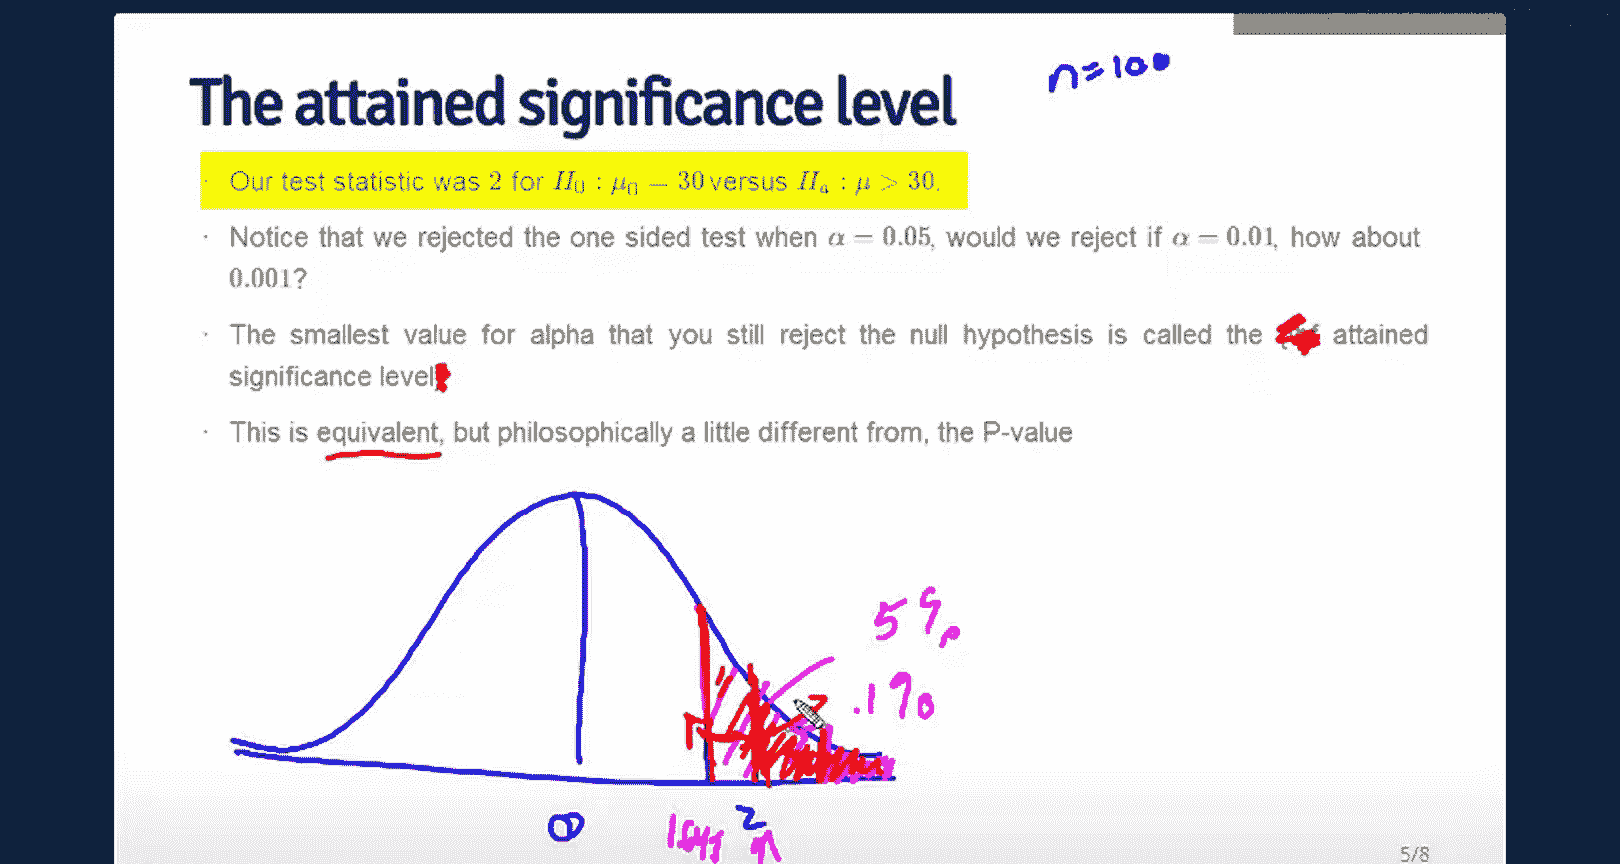 n=100
The attained significance level
· Our test statistic was 2 for H₀ : μ₀ = 30 versus Hₐ : μ > 30.
· Notice that we rejected the one sided test when α = 0.05, would we reject if α = 0.01, how about
0.001?
· The smallest value for alpha that you still reject the null hypothesis is called the attained
significance level
· This is equivalent, but philosophically a little different from, the P-value
5%
.1%
0
1.645
2
5/8